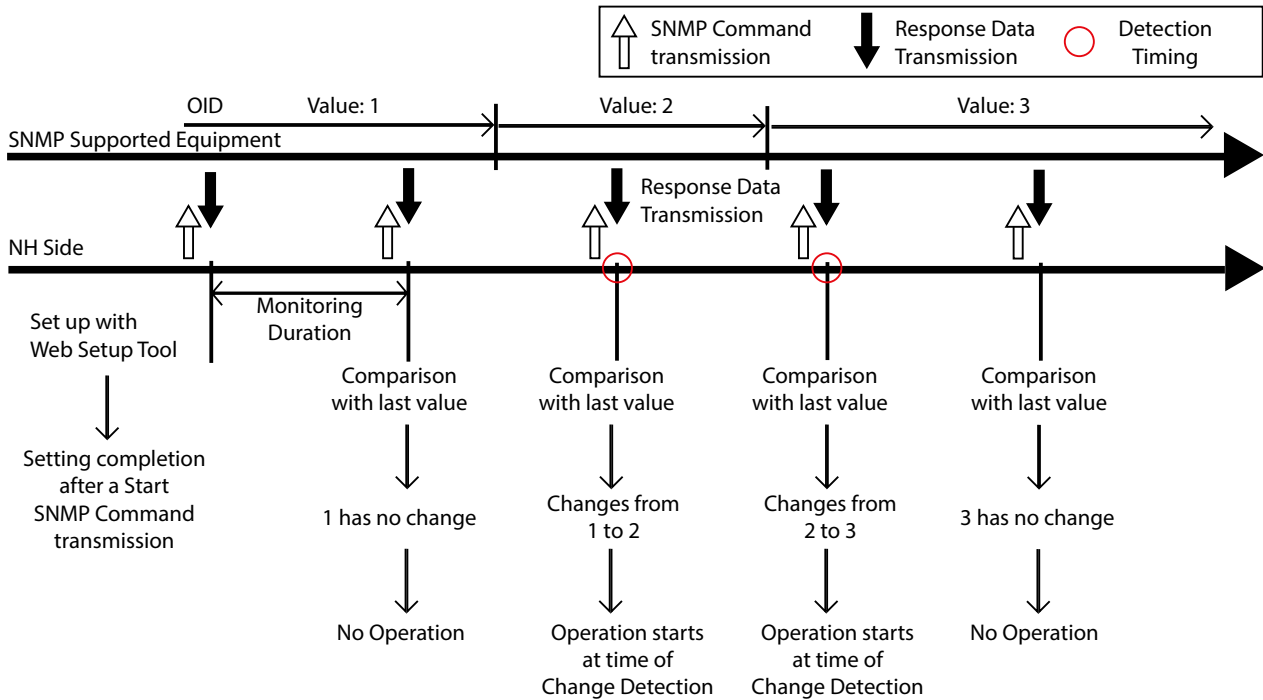 SNMP Command
transmission
Response Data
Transmission
Detection
Timing
OID
Value: 1
Value: 2
Value: 3
SNMP Supported Equipment
Response Data
Transmission
NH Side
Monitoring
Duration
Set up with
Web Setup Tool
Setting completion
after a Start
SNMP Command
transmission
Comparison
with last value
1 has no change
No Operation
Comparison
with last value
Changes from
1 to 2
Operation starts
at time of
Change Detection
Comparison
with last value
Changes from
2 to 3
Operation starts
at time of
Change Detection
Comparison
with last value
3 has no change
No Operation